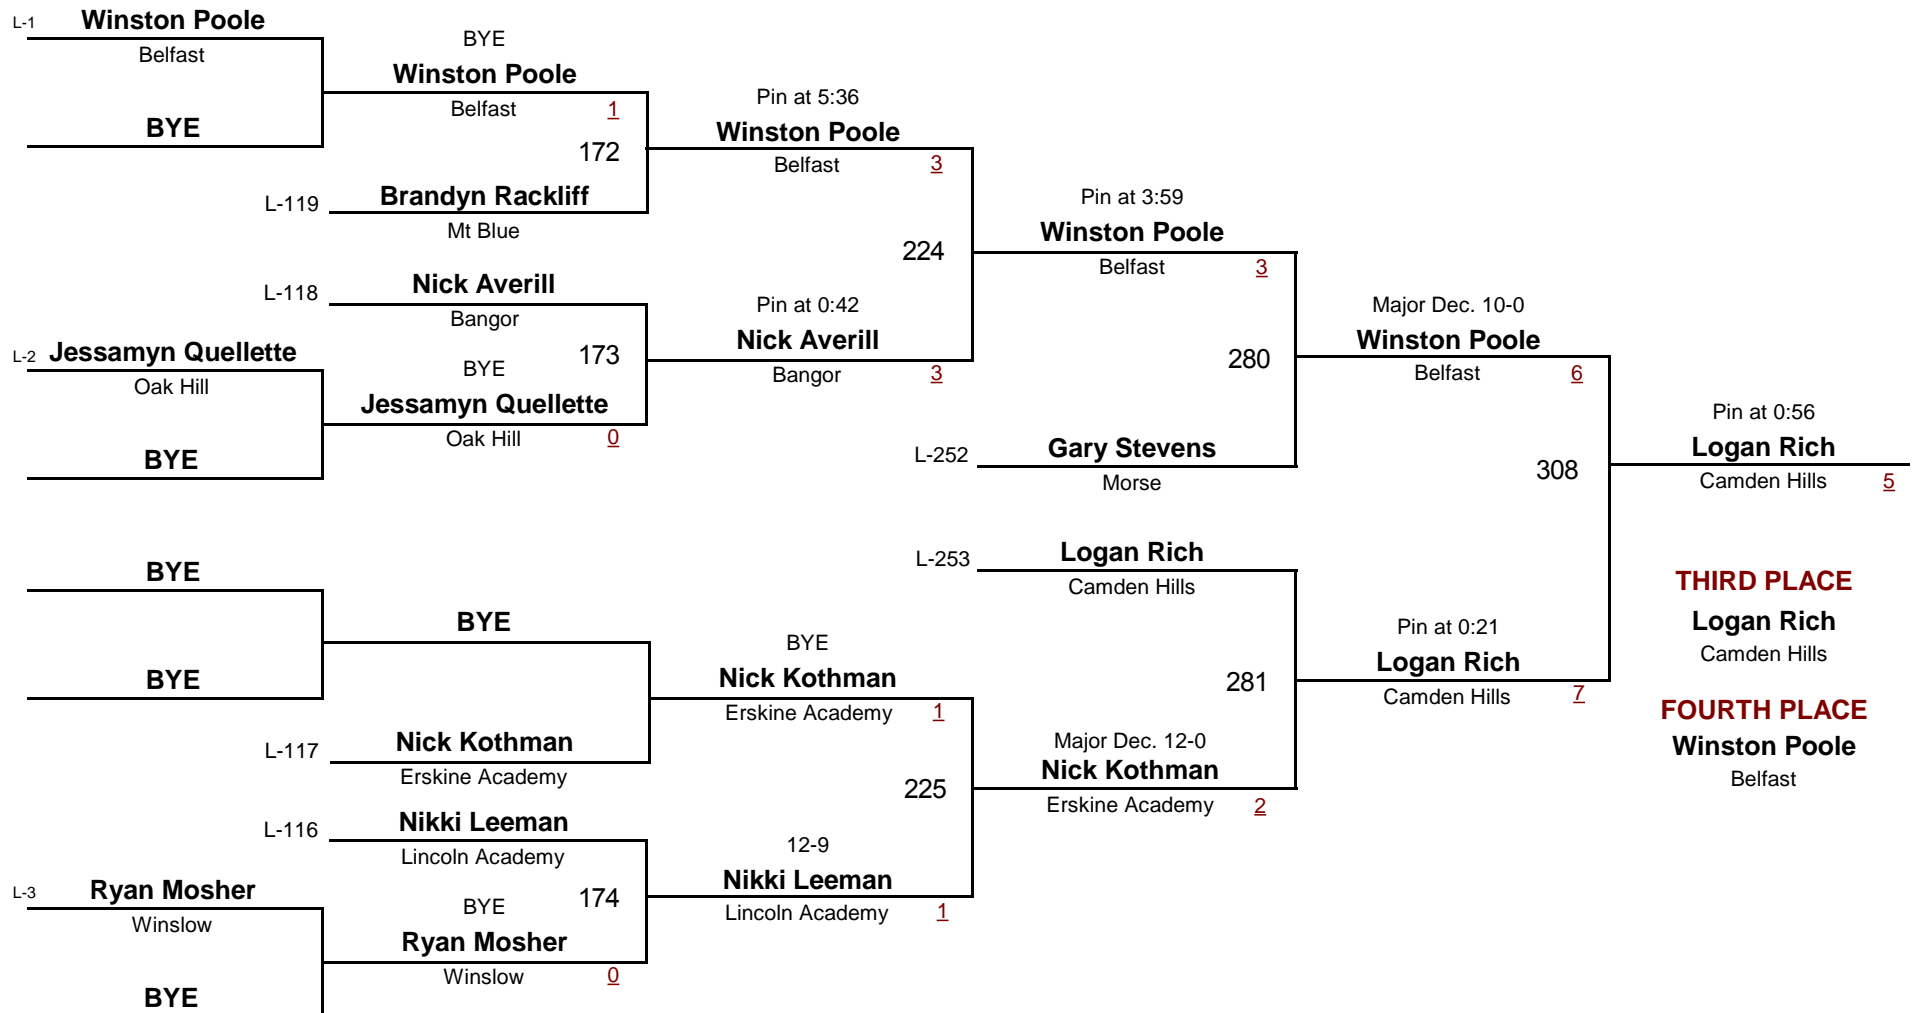 L-1 Winston Poole
Belfast
BYE
BYE
Winston Poole
Belfast 1
172
L-119 Brandyn Rackliff
Mt Blue
Pin at 5:36
Winston Poole
Belfast 3
L-118 Nick Averill
Bangor
173
L-2 Jessamyn Quellette
Oak Hill
BYE
BYE
Jessamyn Quellette
Oak Hill 0
Pin at 0:42
Nick Averill
Bangor 3
224
Pin at 3:59
Winston Poole
Belfast 3
280
L-252 Gary Stevens
Morse
Major Dec. 10-0
Winston Poole
Belfast 6
308
Pin at 0:56
Logan Rich
Camden Hills 5
BYE
BYE
BYE
L-117 Nick Kothman
Erskine Academy
BYE
Nick Kothman
Erskine Academy 1
L-116 Nikki Leeman
Lincoln Academy
174
L-3 Ryan Mosher
Winslow
BYE
BYE
Ryan Mosher
Winslow 0
12-9
Nikki Leeman
Lincoln Academy 1
225
Major Dec. 12-0
Nick Kothman
Erskine Academy 2
L-253 Logan Rich
Camden Hills
281
Pin at 0:21
Logan Rich
Camden Hills 7
THIRD PLACE
Logan Rich
Camden Hills
FOURTH PLACE
Winston Poole
Belfast